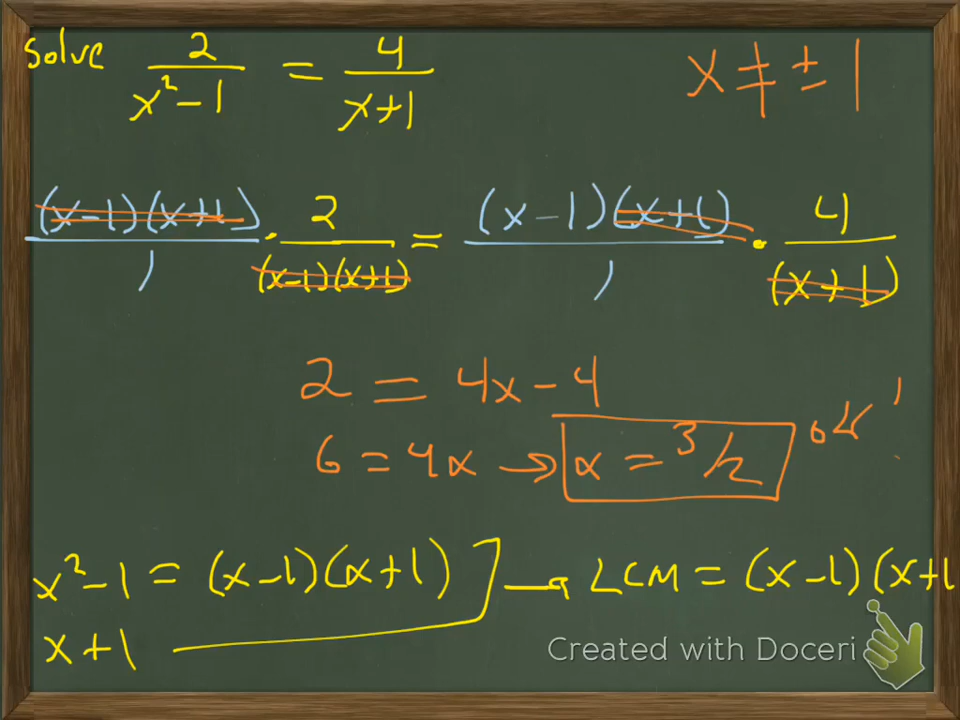 Solve 2/(x²-1) = 4/(x+1) x ≠ ±1
(x-1)(x+1)/1 · 2/((x-1)(x+1)) = (x-1)(x+1)/1 · 4/(x+1)
2 = 4x - 4
6 = 4x → x = 3/2 ok!
x²-1 = (x-1)(x+1) ] → LCM = (x-1)(x+1
x+1
Created with Doceri